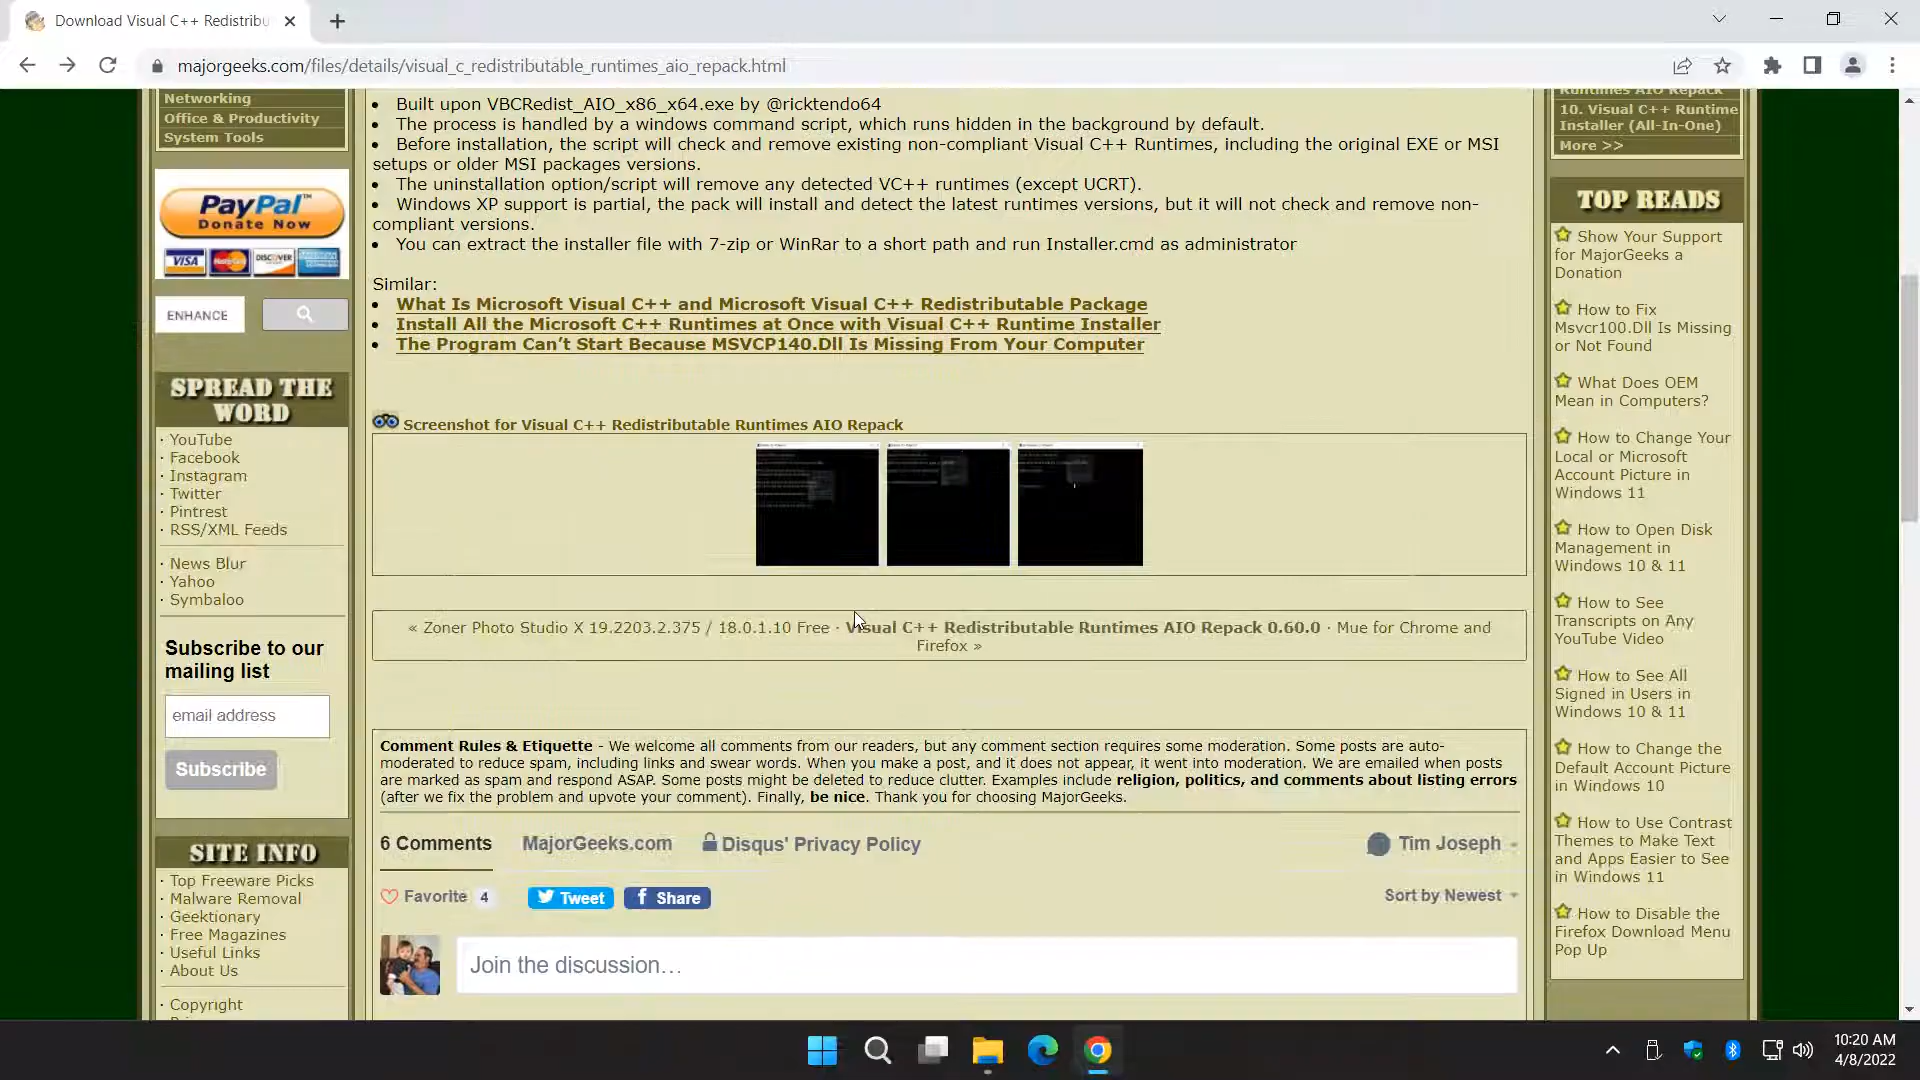 Download Visual C++ Redistribu
majorgeeks.com/files/details/visual_c_redistributable_runtimes_aio_repack.html
Networking
Office & Productivity
System Tools
PayPal™
Donate Now
VISA MasterCard DISCOVER AMERICAN EXPRESS
ENHANCE
SPREAD THE
WORD
· YouTube
· Facebook
· Instagram
· Twitter
· Pintrest
· RSS/XML Feeds
· News Blur
· Yahoo
· Symbaloo
Subscribe to our
mailing list
email address
Subscribe
SITE INFO
· Top Freeware Picks
· Malware Removal
· Geektionary
· Free Magazines
· Useful Links
· About Us
· Copyright
• Built upon VBCRedist_AIO_x86_x64.exe by @ricktendo64
• The process is handled by a windows command script, which runs hidden in the background by default.
• Before installation, the script will check and remove existing non-compliant Visual C++ Runtimes, including the original EXE or MSI
setups or older MSI packages versions.
• The uninstallation option/script will remove any detected VC++ runtimes (except UCRT).
• Windows XP support is partial, the pack will install and detect the latest runtimes versions, but it will not check and remove non-
compliant versions.
• You can extract the installer file with 7-zip or WinRar to a short path and run Installer.cmd as administrator
Similar:
• What Is Microsoft Visual C++ and Microsoft Visual C++ Redistributable Package
• Install All the Microsoft C++ Runtimes at Once with Visual C++ Runtime Installer
• The Program Can’t Start Because MSVCP140.Dll Is Missing From Your Computer
Screenshot for Visual C++ Redistributable Runtimes AIO Repack
« Zoner Photo Studio X 19.2203.2.375 / 18.0.1.10 Free · Visual C++ Redistributable Runtimes AIO Repack 0.60.0 · Mue for Chrome and
Firefox »
Comment Rules & Etiquette - We welcome all comments from our readers, but any comment section requires some moderation. Some posts are auto-
moderated to reduce spam, including links and swear words. When you make a post, and it does not appear, it went into moderation. We are emailed when posts
are marked as spam and respond ASAP. Some posts might be deleted to reduce clutter. Examples include religion, politics, and comments about listing errors
(after we fix the problem and upvote your comment). Finally, be nice. Thank you for choosing MajorGeeks.
6 Comments MajorGeeks.com Disqus' Privacy Policy Tim Joseph
Favorite 4 Tweet f Share Sort by Newest
Join the discussion…
Runtimes AIO Repack
10. Visual C++ Runtime
Installer (All-In-One)
More >>
TOP READS
Show Your Support
for MajorGeeks a
Donation
How to Fix
Msvcr100.Dll Is Missing
or Not Found
What Does OEM
Mean in Computers?
How to Change Your
Local or Microsoft
Account Picture in
Windows 11
How to Open Disk
Management in
Windows 10 & 11
How to See
Transcripts on Any
YouTube Video
How to See All
Signed in Users in
Windows 10 & 11
How to Change the
Default Account Picture
in Windows 10
How to Use Contrast
Themes to Make Text
and Apps Easier to See
in Windows 11
How to Disable the
Firefox Download Menu
Pop Up
10:20 AM
4/8/2022